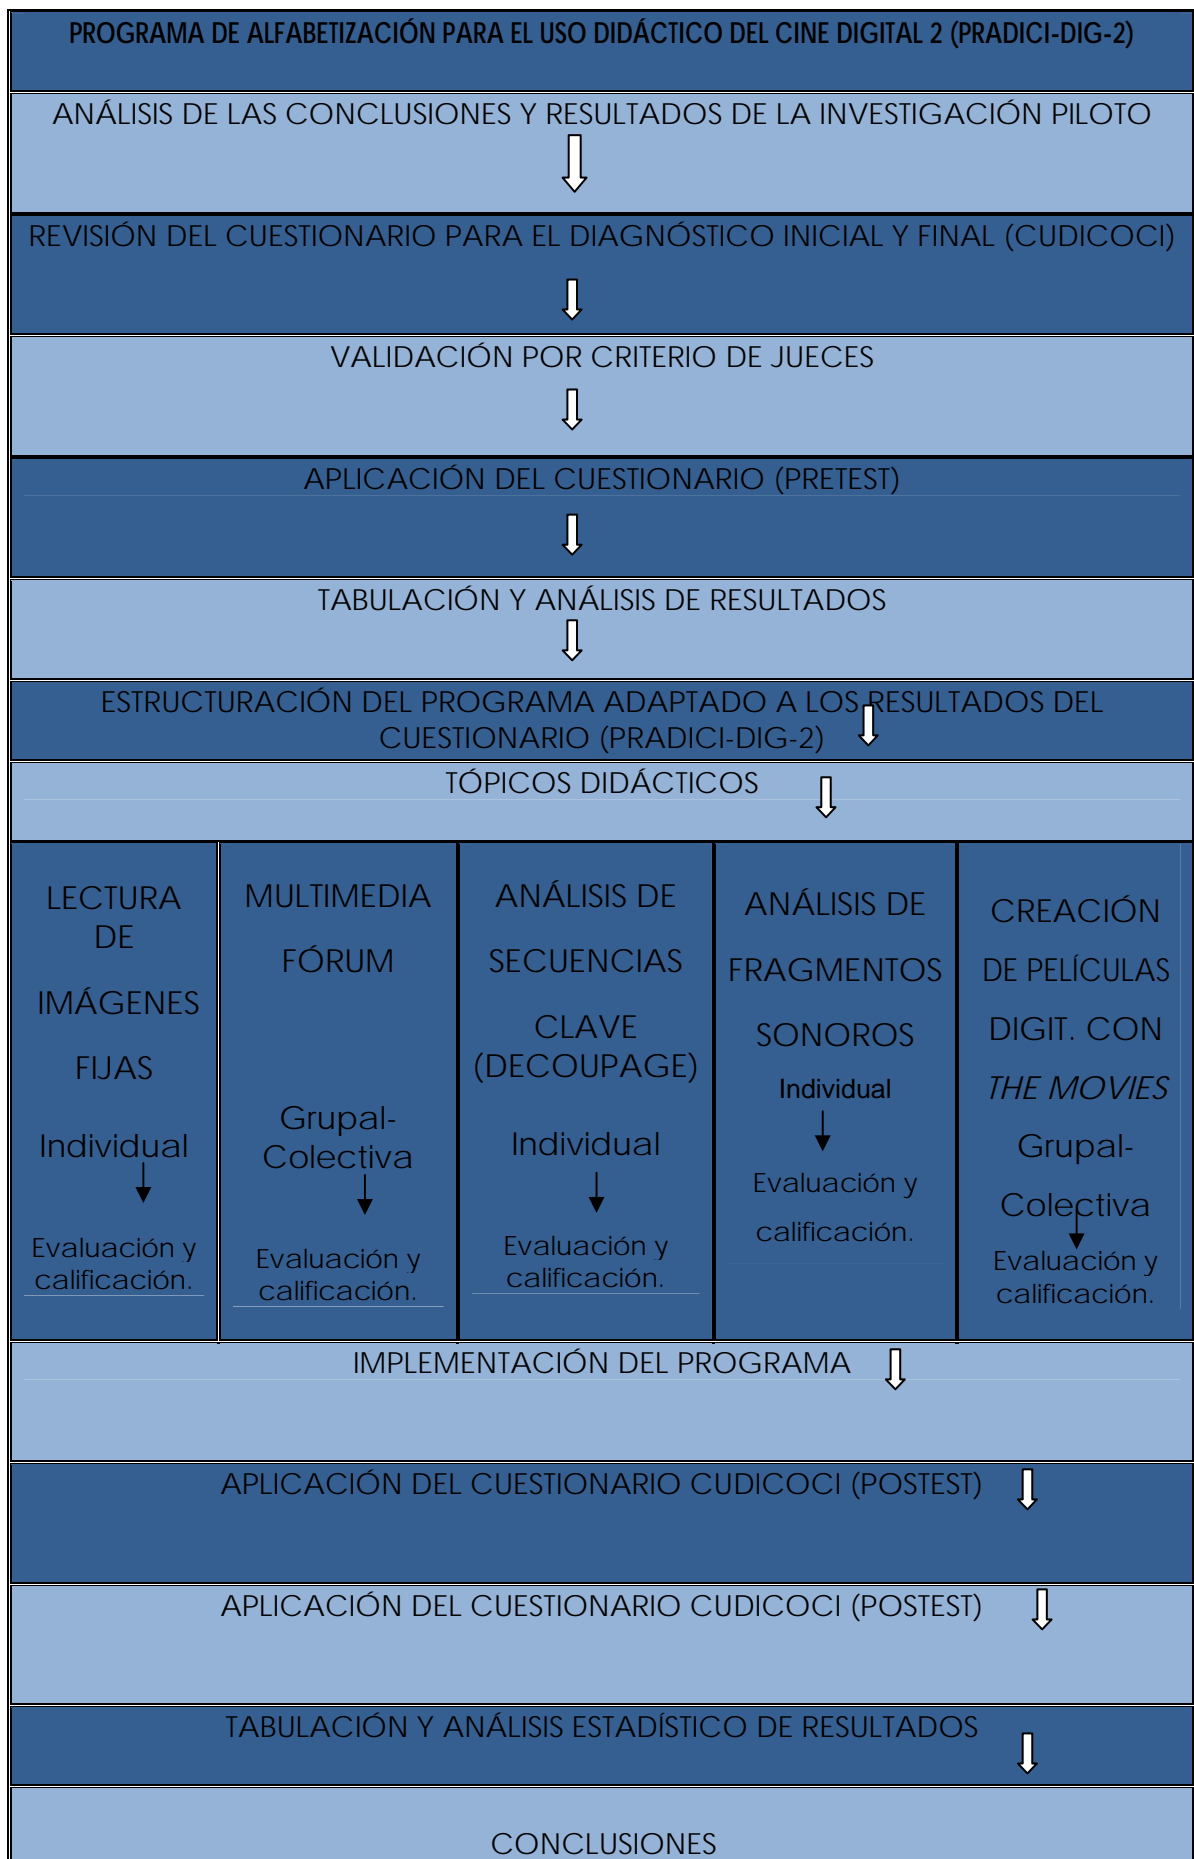 PROGRAMA DE ALFABETIZACIÓN PARA EL USO DIDÁCTICO DEL CINE DIGITAL 2 (PRADICI-DIG-2)
ANÁLISIS DE LAS CONCLUSIONES Y RESULTADOS DE LA INVESTIGACIÓN PILOTO
REVISIÓN DEL CUESTIONARIO PARA EL DIAGNÓSTICO INICIAL Y FINAL (CUDICOCI)
VALIDACIÓN POR CRITERIO DE JUECES
APLICACIÓN DEL CUESTIONARIO (PRETEST)
TABULACIÓN Y ANÁLISIS DE RESULTADOS
ESTRUCTURACIÓN DEL PROGRAMA ADAPTADO A LOS RESULTADOS DEL
CUESTIONARIO (PRADICI-DIG-2)
TÓPICOS DIDÁCTICOS
LECTURA
DE
IMÁGENES
FIJAS
Individual
Evaluación y
calificación.
MULTIMEDIA
FÓRUM
Grupal-
Colectiva
Evaluación y
calificación.
ANÁLISIS DE
SECUENCIAS
CLAVE
(DECOUPAGE)
Individual
Evaluación y
calificación.
ANÁLISIS DE
FRAGMENTOS
SONOROS
Individual
Evaluación y
calificación.
CREACIÓN
DE PELÍCULAS
DIGIT. CON
THE MOVIES
Grupal-
Colectiva
Evaluación y
calificación.
IMPLEMENTACIÓN DEL PROGRAMA
APLICACIÓN DEL CUESTIONARIO CUDICOCI (POSTEST)
APLICACIÓN DEL CUESTIONARIO CUDICOCI (POSTEST)
TABULACIÓN Y ANÁLISIS ESTADÍSTICO DE RESULTADOS
CONCLUSIONES